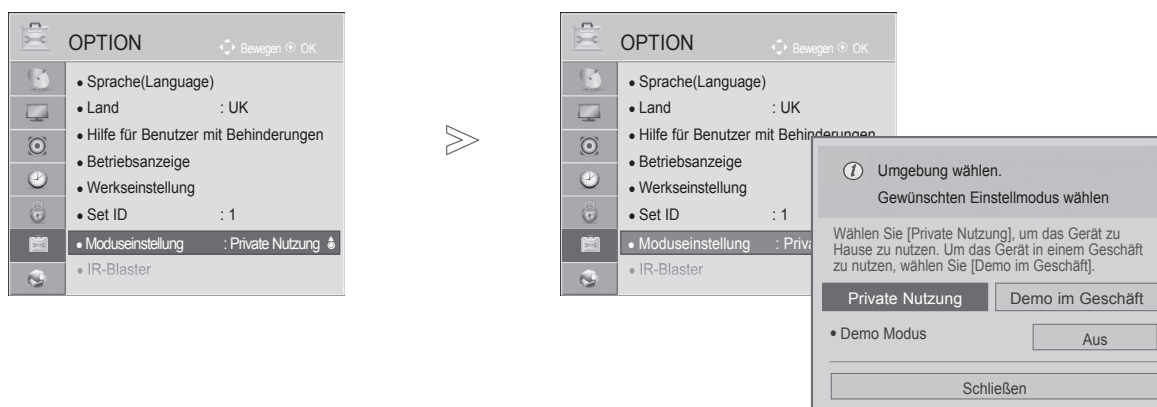 OPTION
Bewegen OK
• Sprache(Language)
• Land : UK
• Hilfe für Benutzer mit Behinderungen
• Betriebsanzeige
• Werkseinstellung
• Set ID : 1
• Moduseinstellung : Private Nutzung
• IR-Blaster
OPTION
Bewegen OK
• Sprache(Language)
• Land : UK
• Hilfe für Benutzer mit Behinderungen
• Betriebsanzeige
• Werkseinstellung
• Set ID : 1
• Moduseinstellung : Priva
• IR-Blaster
Umgebung wählen.
Gewünschten Einstellmodus wählen
Wählen Sie [Private Nutzung], um das Gerät zu
Hause zu nutzen. Um das Gerät in einem Geschäft
zu nutzen, wählen Sie [Demo im Geschäft].
Private Nutzung Demo im Geschäft
• Demo Modus Aus
Schließen